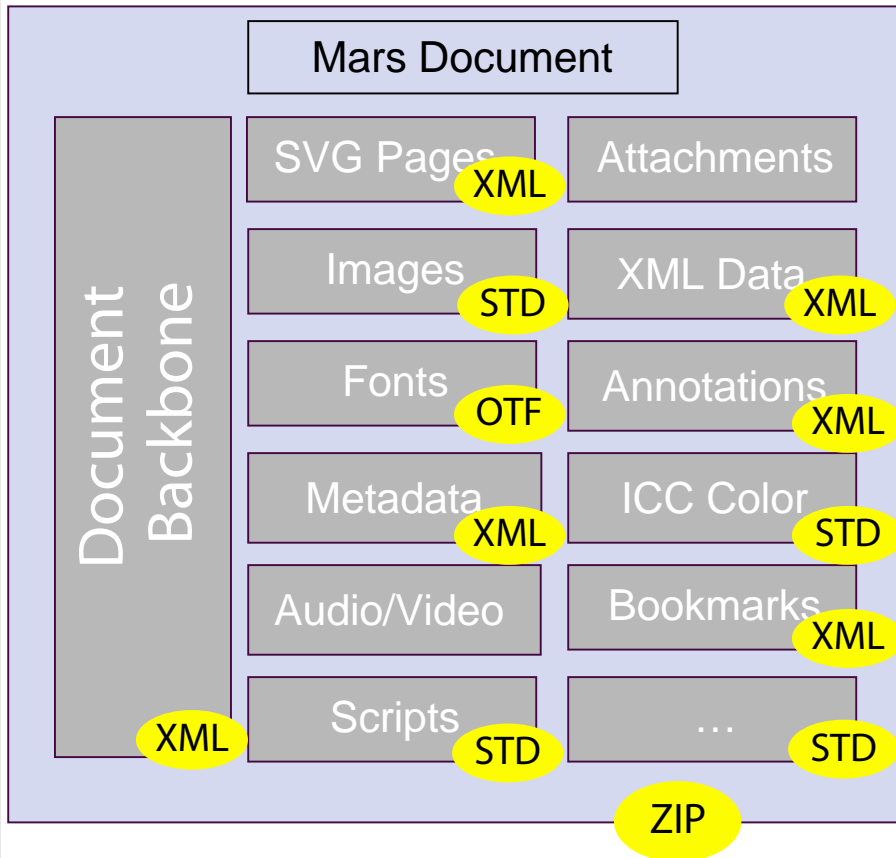 Mars Document
Document
Backbone
XML
SVG Pages
XML
Attachments
Images
STD
XML Data
XML
Fonts
OTF
Annotations
XML
Metadata
XML
ICC Color
STD
Audio/Video
Bookmarks
XML
Scripts
STD
…
STD
ZIP